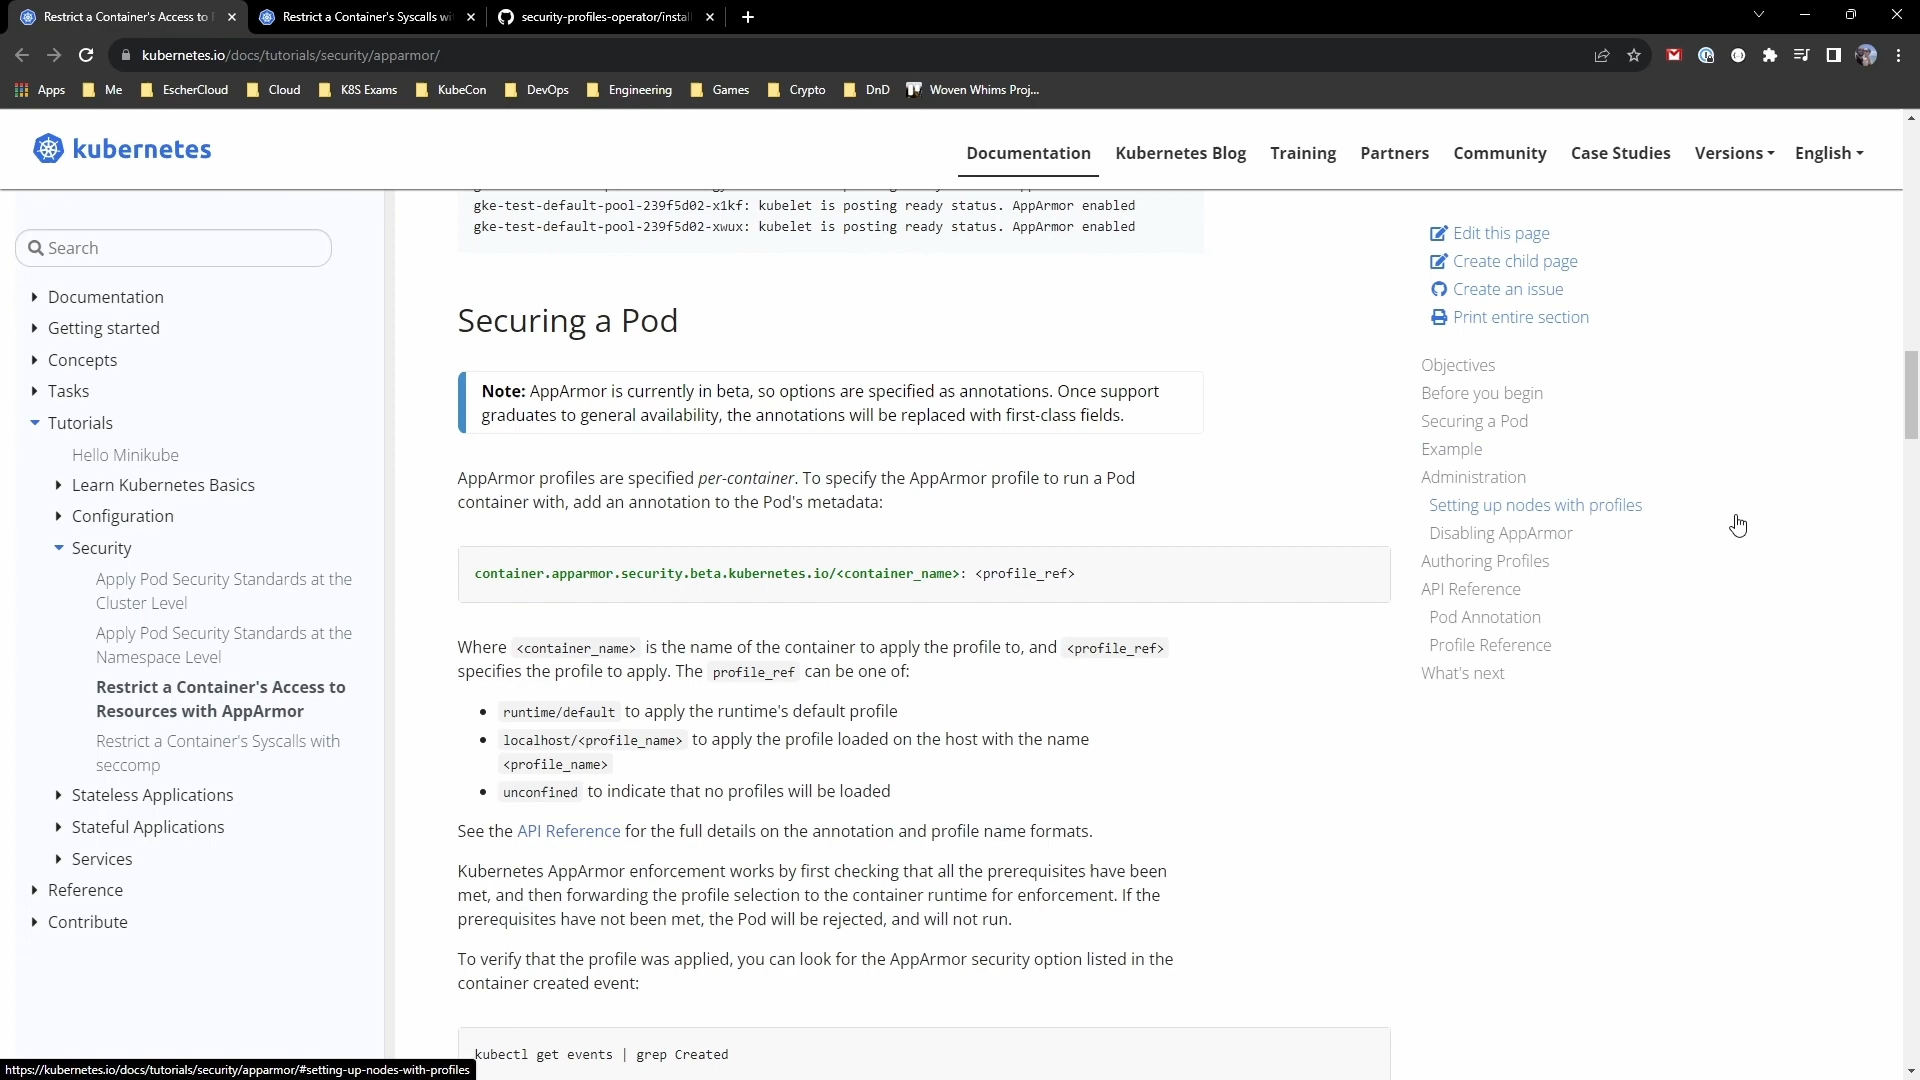 Restrict a Container's Access to
Restrict a Container's Syscalls wi
security-profiles-operator/instal
kubernetes.io/docs/tutorials/security/apparmor/
Apps
Me
EscherCloud
Cloud
K8S Exams
KubeCon
DevOps
Engineering
Games
Crypto
DnD
Woven Whims Proj...
kubernetes
Documentation
Kubernetes Blog
Training
Partners
Community
Case Studies
Versions
English
Search
Documentation
Getting started
Concepts
Tasks
Tutorials
Hello Minikube
Learn Kubernetes Basics
Configuration
Security
Apply Pod Security Standards at the
Cluster Level
Apply Pod Security Standards at the
Namespace Level
Restrict a Container's Access to
Resources with AppArmor
Restrict a Container's Syscalls with
seccomp
Stateless Applications
Stateful Applications
Services
Reference
Contribute
gke-test-default-pool-239f5d02-x1kf: kubelet is posting ready status. AppArmor enabled
gke-test-default-pool-239f5d02-xwux: kubelet is posting ready status. AppArmor enabled
Securing a Pod
Note: AppArmor is currently in beta, so options are specified as annotations. Once support
graduates to general availability, the annotations will be replaced with first-class fields.
AppArmor profiles are specified per-container. To specify the AppArmor profile to run a Pod
container with, add an annotation to the Pod's metadata:
container.apparmor.security.beta.kubernetes.io/<container_name>: <profile_ref>
Where <container_name> is the name of the container to apply the profile to, and <profile_ref>
specifies the profile to apply. The profile_ref can be one of:
runtime/default to apply the runtime's default profile
localhost/<profile_name> to apply the profile loaded on the host with the name
<profile_name>
unconfined to indicate that no profiles will be loaded
See the API Reference for the full details on the annotation and profile name formats.
Kubernetes AppArmor enforcement works by first checking that all the prerequisites have been
met, and then forwarding the profile selection to the container runtime for enforcement. If the
prerequisites have not been met, the Pod will be rejected, and will not run.
To verify that the profile was applied, you can look for the AppArmor security option listed in the
container created event:
kubectl get events | grep Created
Edit this page
Create child page
Create an issue
Print entire section
Objectives
Before you begin
Securing a Pod
Example
Administration
Setting up nodes with profiles
Disabling AppArmor
Authoring Profiles
API Reference
Pod Annotation
Profile Reference
What's next
https://kubernetes.io/docs/tutorials/security/apparmor/#setting-up-nodes-with-profiles